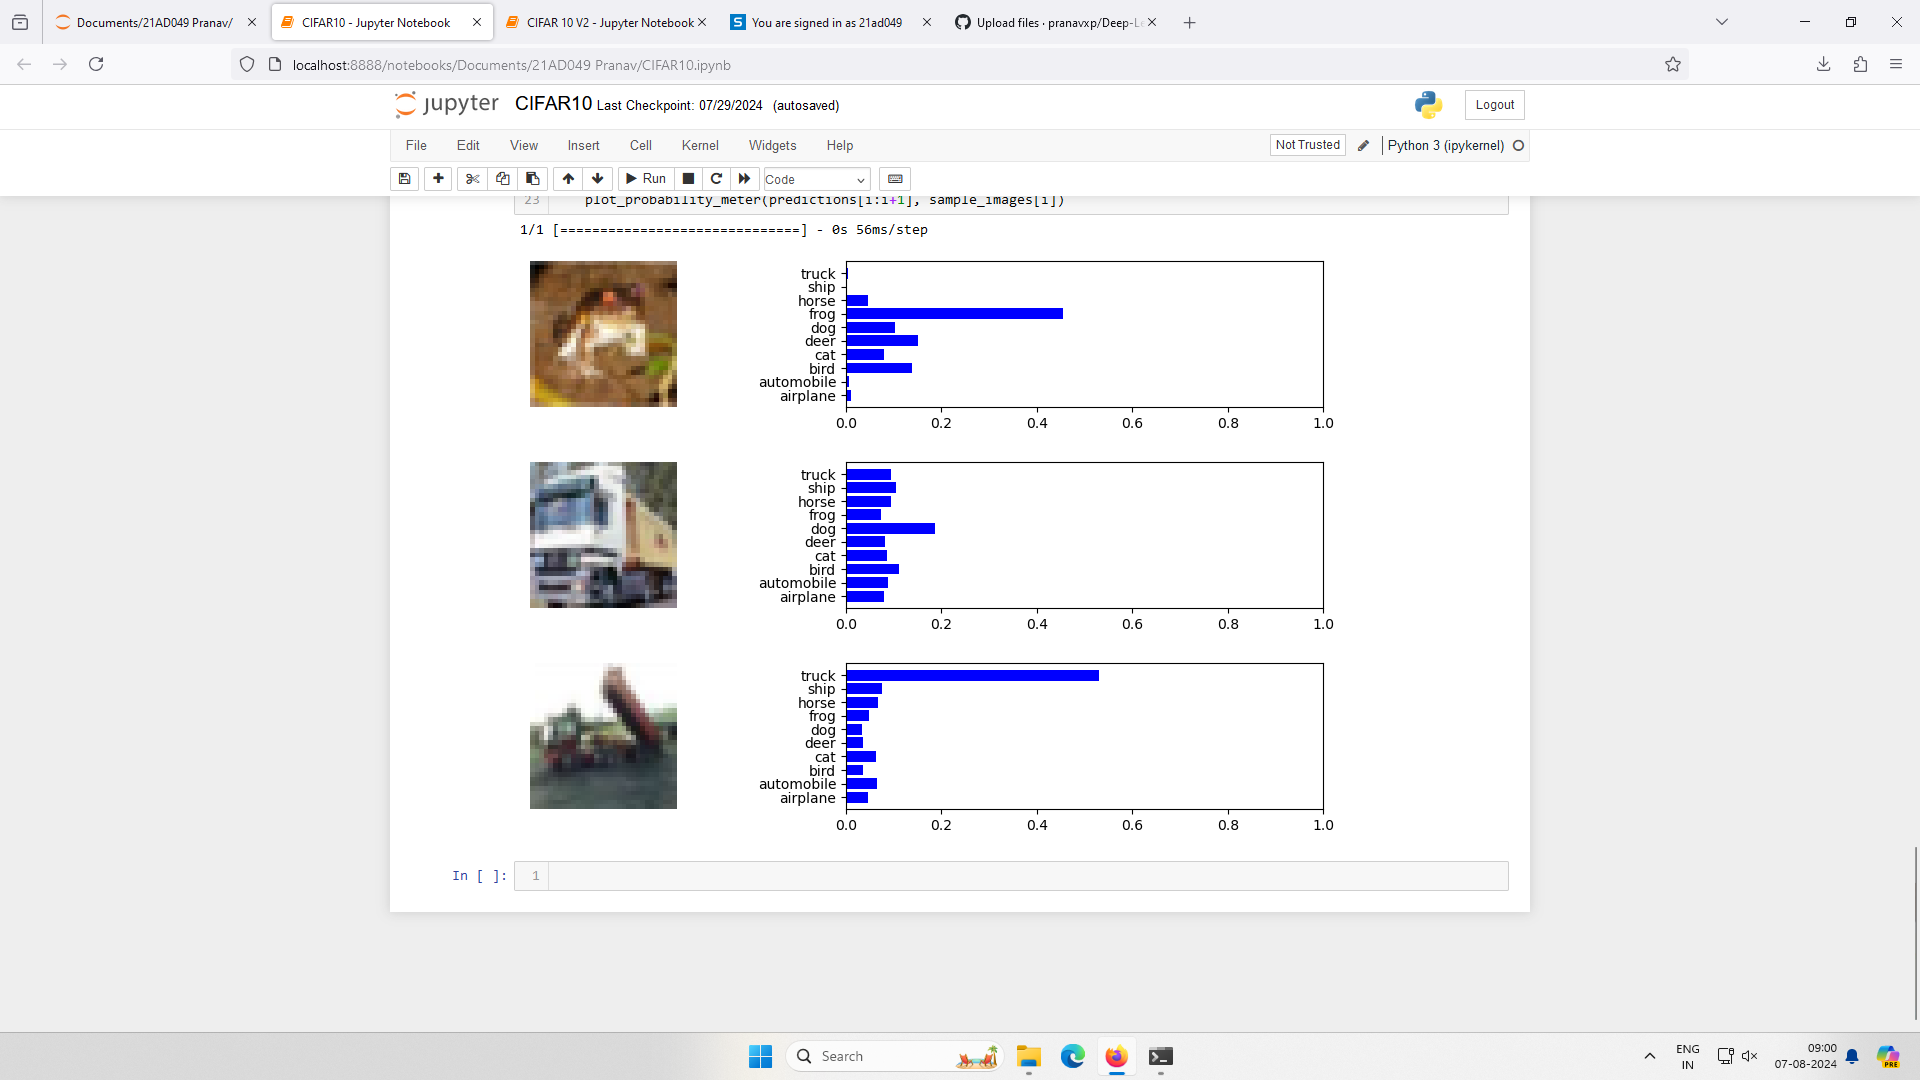 Documents/21AD049 Pranav/
CIFAR10 - Jupyter Notebook
CIFAR 10 V2 - Jupyter Notebook
You are signed in as 21ad049
Upload files · pranavxp/Deep-Le
localhost:8888/notebooks/Documents/21AD049 Pranav/CIFAR10.ipynb
jupyter CIFAR10 Last Checkpoint: 07/29/2024 (autosaved)
Logout
File Edit View Insert Cell Kernel Widgets Help
Not Trusted
Python 3 (ipykernel)
Run
Code
23 plot_probability_meter(predictions[i:i+1], sample_images[i])
1/1 [==============================] - 0s 56ms/step
truck
ship
horse
frog
dog
deer
cat
bird
automobile
airplane
0.0 0.2 0.4 0.6 0.8 1.0
truck
ship
horse
frog
dog
deer
cat
bird
automobile
airplane
0.0 0.2 0.4 0.6 0.8 1.0
truck
ship
horse
frog
dog
deer
cat
bird
automobile
airplane
0.0 0.2 0.4 0.6 0.8 1.0
In [ ]: 1
Search
ENG
IN
09:00
07-08-2024
PRE